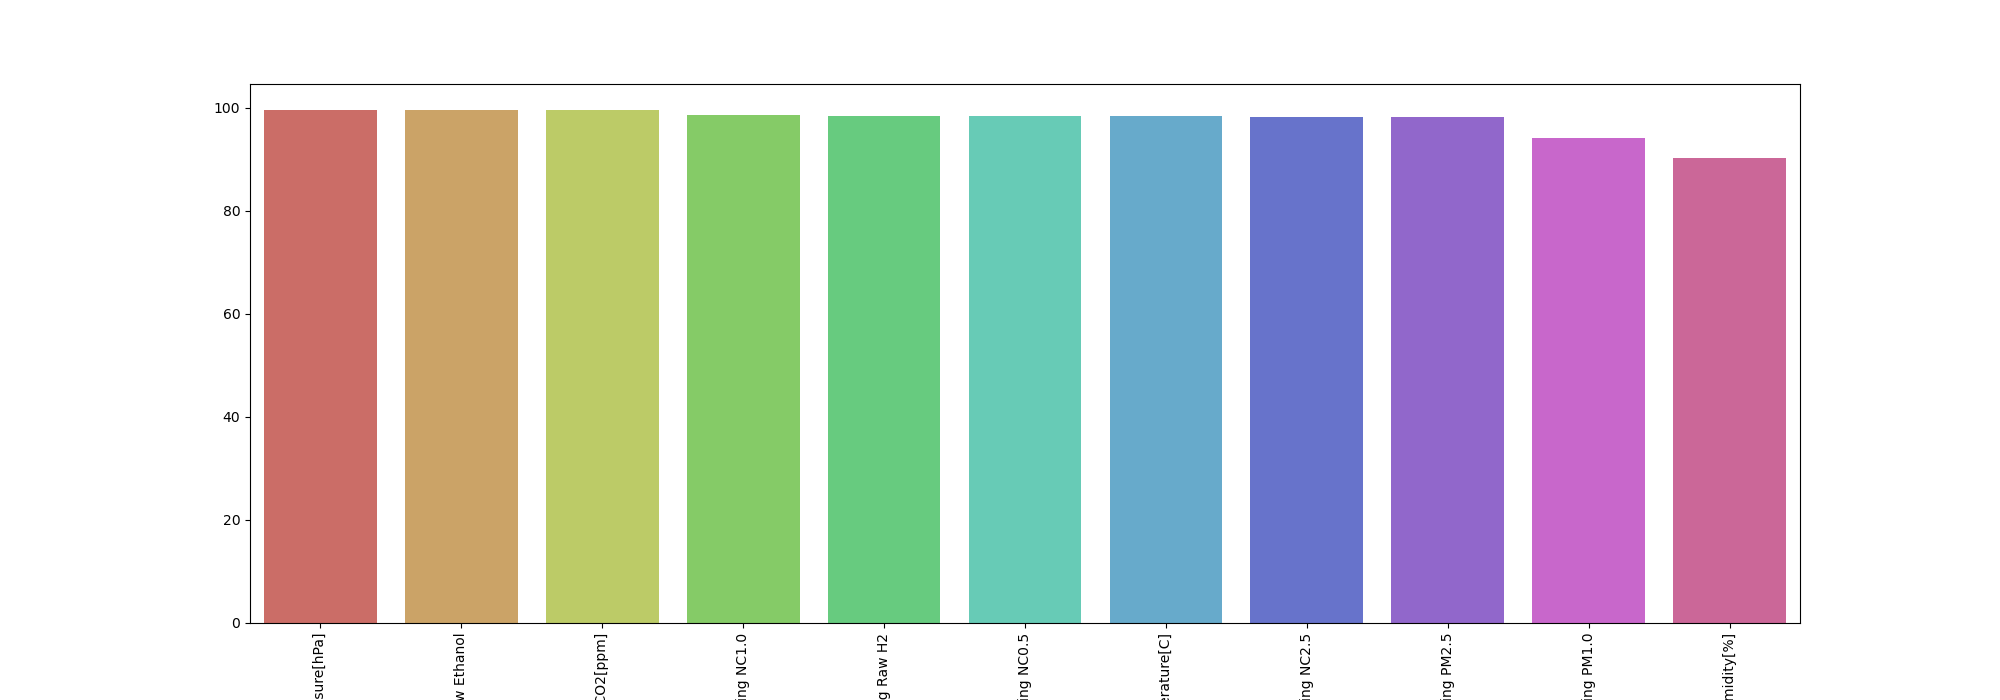 100
80
60
40
20
0
sure[hPa]
w Ethanol
CO2[ppm]
ing NC1.0
g Raw H2
ing NC0.5
erature[C]
ing NC2.5
ing PM2.5
ing PM1.0
midity[%]